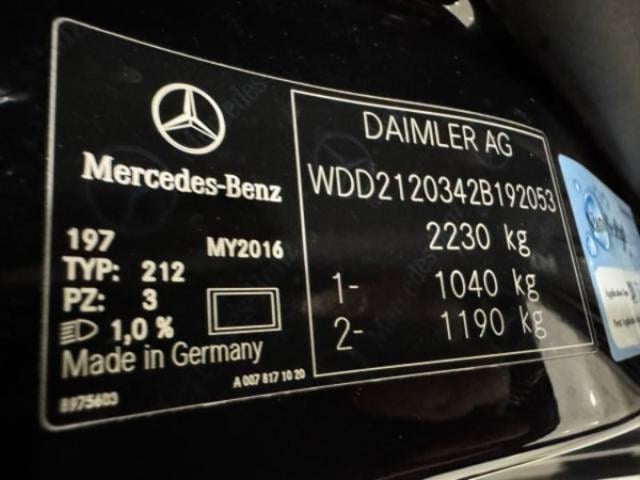 Mercedes-Benz
197 MY2016
TYP: 212
PZ: 3
1,0 %
Made in Germany
8975603
A 007 817 10 20
DAIMLER AG
WDD2120342B192053
2230 kg
1- 1040 kg
2- 1190 kg